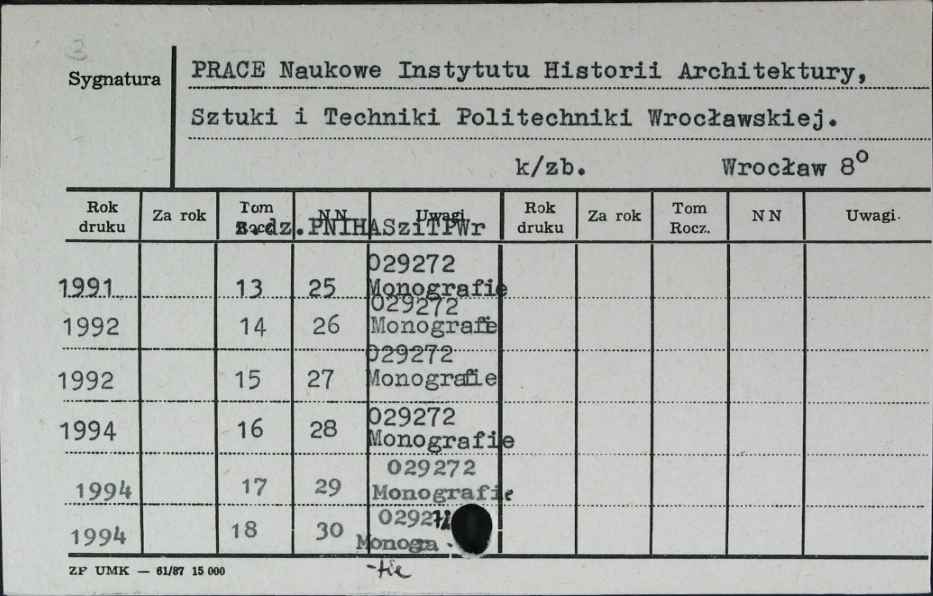 3
Sygnatura PRACE Naukowe Instytutu Historii Architektury,
Sztuki i Techniki Politechniki Wrocławskiej.
k/zb. Wrocław 8°
Rok druku Za rok Tom Rocz. NN Uwagi Rok druku Za rok Tom Rocz. NN Uwagi
PNIHASziTPWr
029272
1991 13 25 Monografie
029272
1992 14 26 Monografie
029272
1992 15 27 Monografie
029272
1994 16 28 Monografie
029272
1994 17 29 Monografie
1994 18 30
ZP UMK — 61/87 15 000
-fie